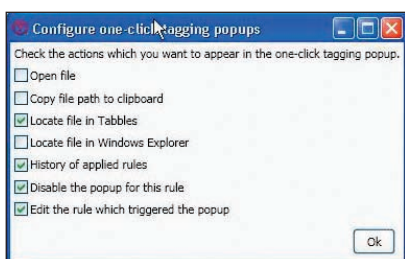 Configure one-click tagging popups
Check the actions which you want to appear in the one-click tagging popup.
Open file
Copy file path to clipboard
Locate file in Tabbles
Locate file in Windows Explorer
History of applied rules
Disable the popup for this rule
Edit the rule which triggered the popup
Ok